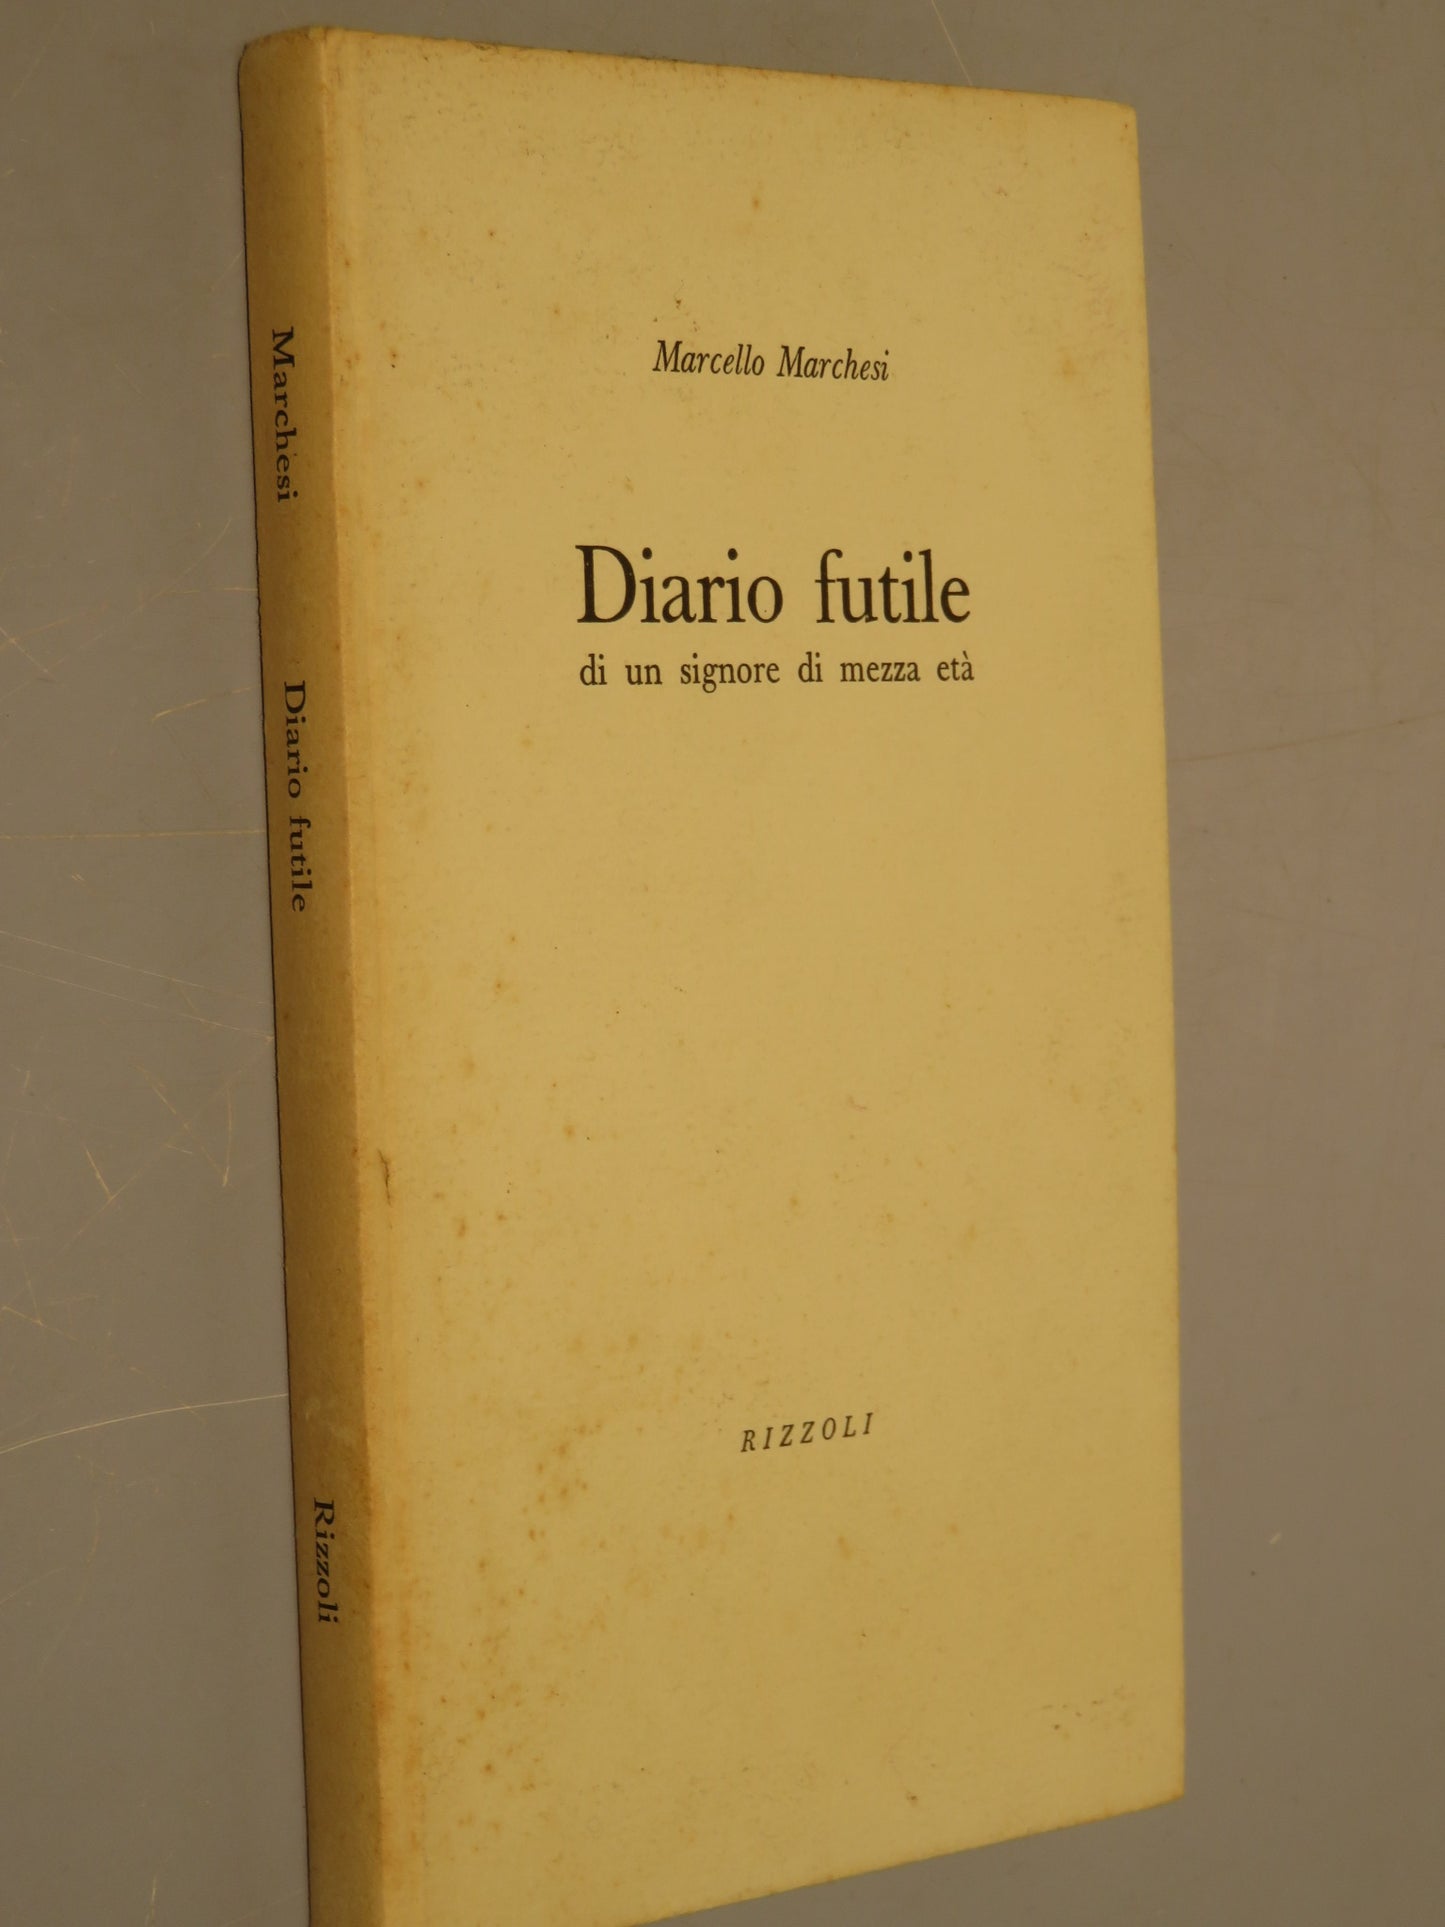 Marcello Marchesi
Diario futile
di un signore di mezza età
RIZZOLI
Marchesi
Diario futile
Rizzoli